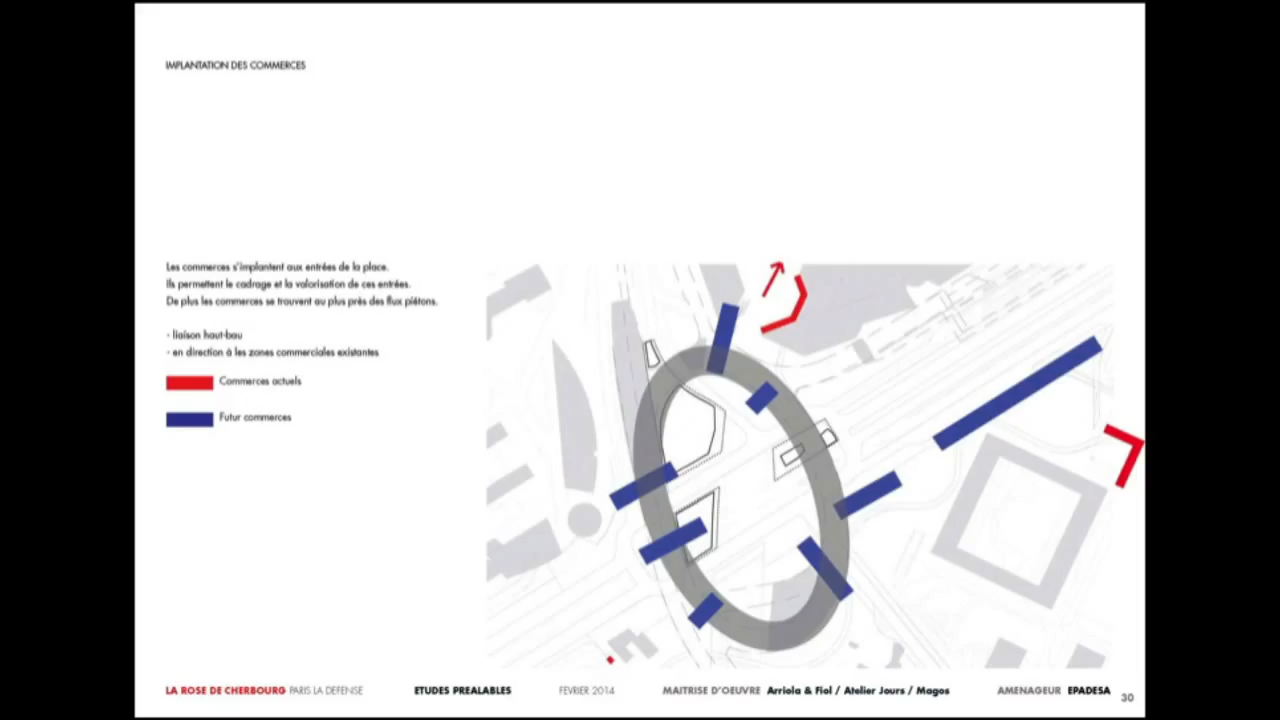 IMPLANTATION DES COMMERCES
Les commerces s'implantent aux entrées de la place.
Ils permettent le cadrage et la valorisation de ces entrées.
De plus les commerces se trouvent au plus près des flux piétons.
- liaison haut-bau
- en direction à les zones commerciales existantes
Commerces actuels
Futur commerces
LA ROSE DE CHERBOURG PARIS LA DEFENSE ETUDES PREALABLES FEVRIER 2014 MAITRISE D'OEUVRE Arriola & Fiol / Atelier Jours / Magos AMENAGEUR EPADESA 30